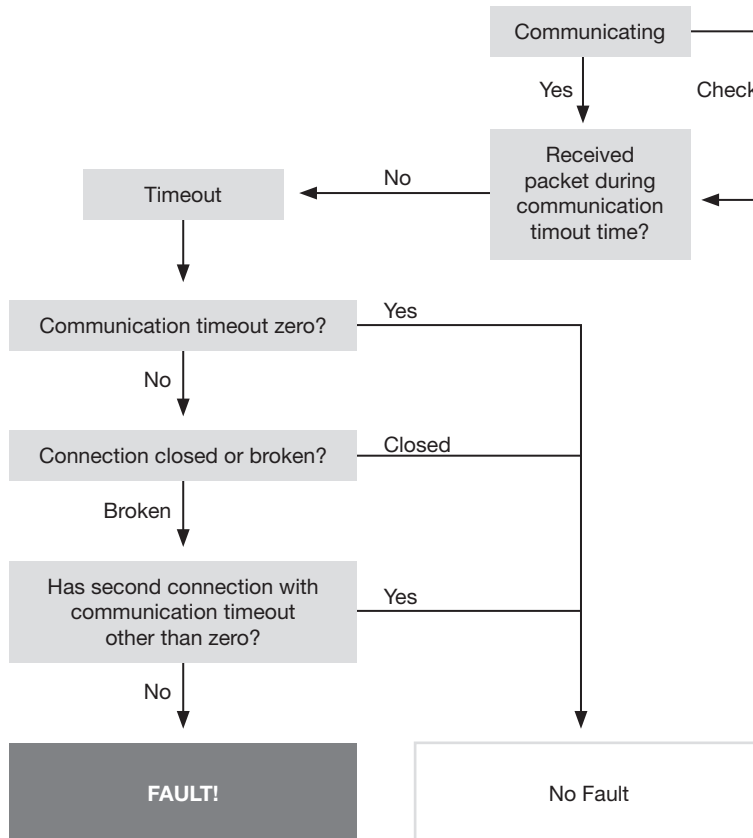 Communicating
Yes
Check
Received
packet during
communication
timout time?
No
Timeout
Communication timeout zero?
Yes
No
Connection closed or broken?
Closed
Broken
Has second connection with
communication timeout
other than zero?
Yes
No
FAULT!
No Fault